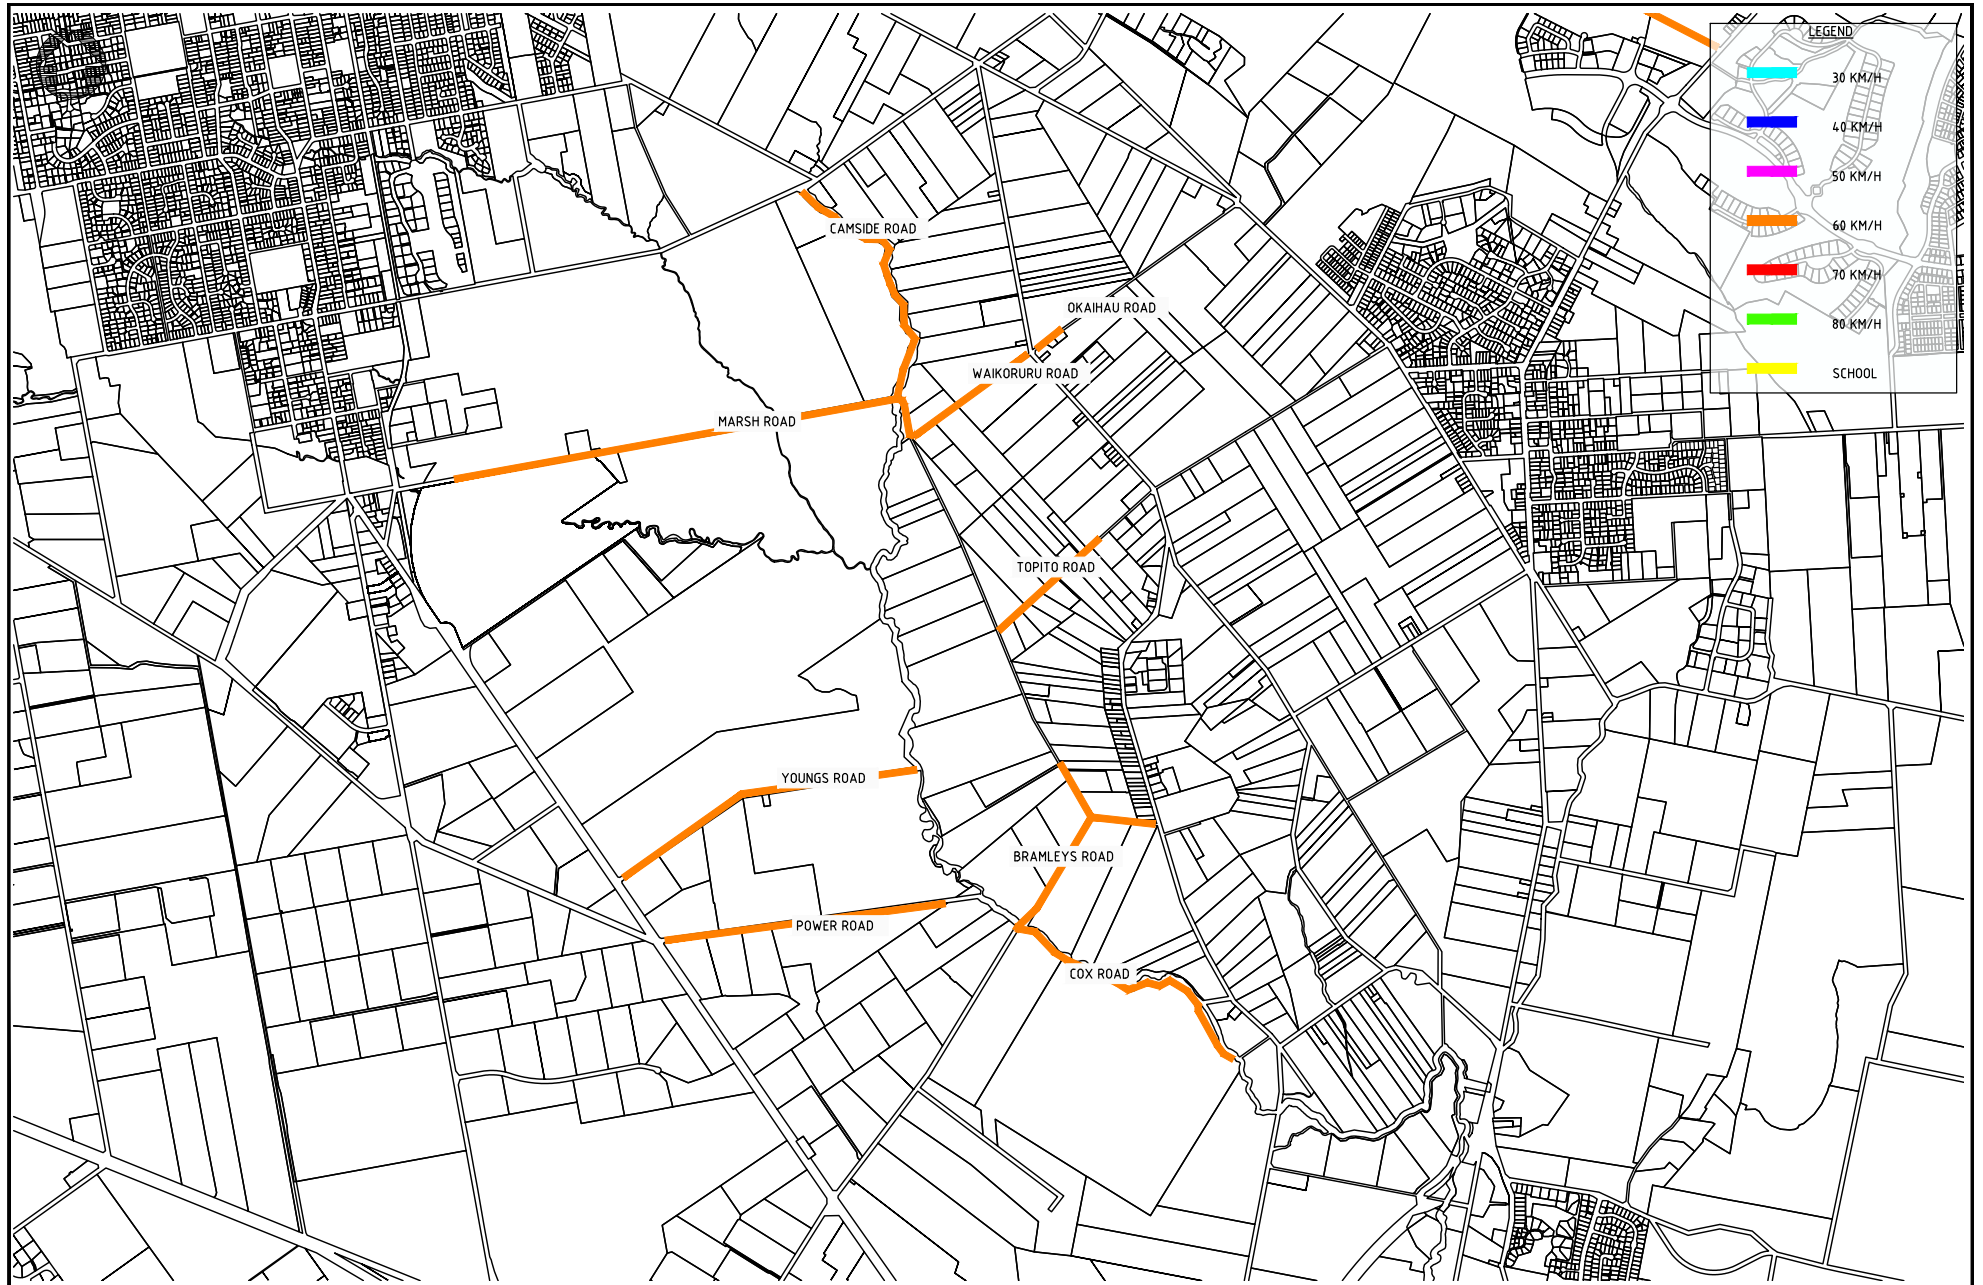 LEGEND
30 KM/H
40 KM/H
50 KM/H
60 KM/H
70 KM/H
80 KM/H
SCHOOL
CAMSIDE ROAD
OKAIHAU ROAD
WAIKORURU ROAD
MARSH ROAD
TOPITO ROAD
YOUNGS ROAD
BRAMLEYS ROAD
POWER ROAD
COX ROAD